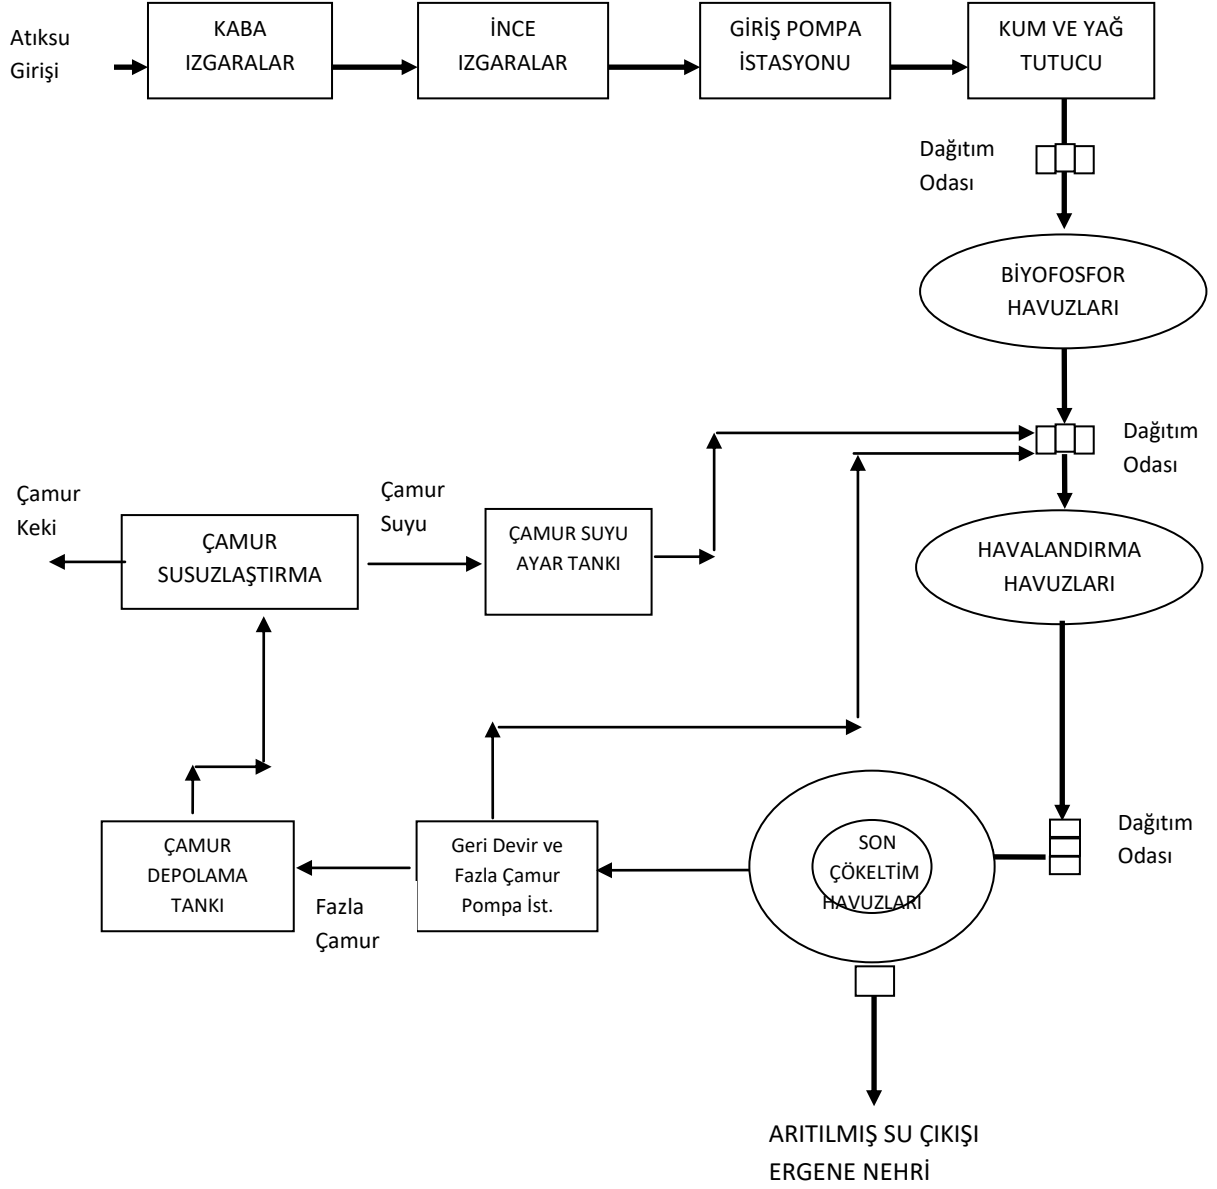 Atıksu
Girişi
KABA
IZGARALAR
İNCE
IZGARALAR
GİRİŞ POMPA
İSTASYONU
KUM VE YAĞ
TUTUCU
Dağıtım
Odası
BİYOFOSFOR
HAVUZLARI
Dağıtım
Odası
Çamur
Keki
ÇAMUR
SUSUZLAŞTIRMA
Çamur
Suyu
ÇAMUR SUYU
AYAR TANKI
HAVALANDIRMA
HAVUZLARI
ÇAMUR
DEPOLAMA
TANKI
Fazla
Çamur
Geri Devir ve
Fazla Çamur
Pompa İst.
SON
ÇÖKELTİM
HAVUZLARI
Dağıtım
Odası
ARITILMIŞ SU ÇIKIŞI
ERGENE NEHRİ